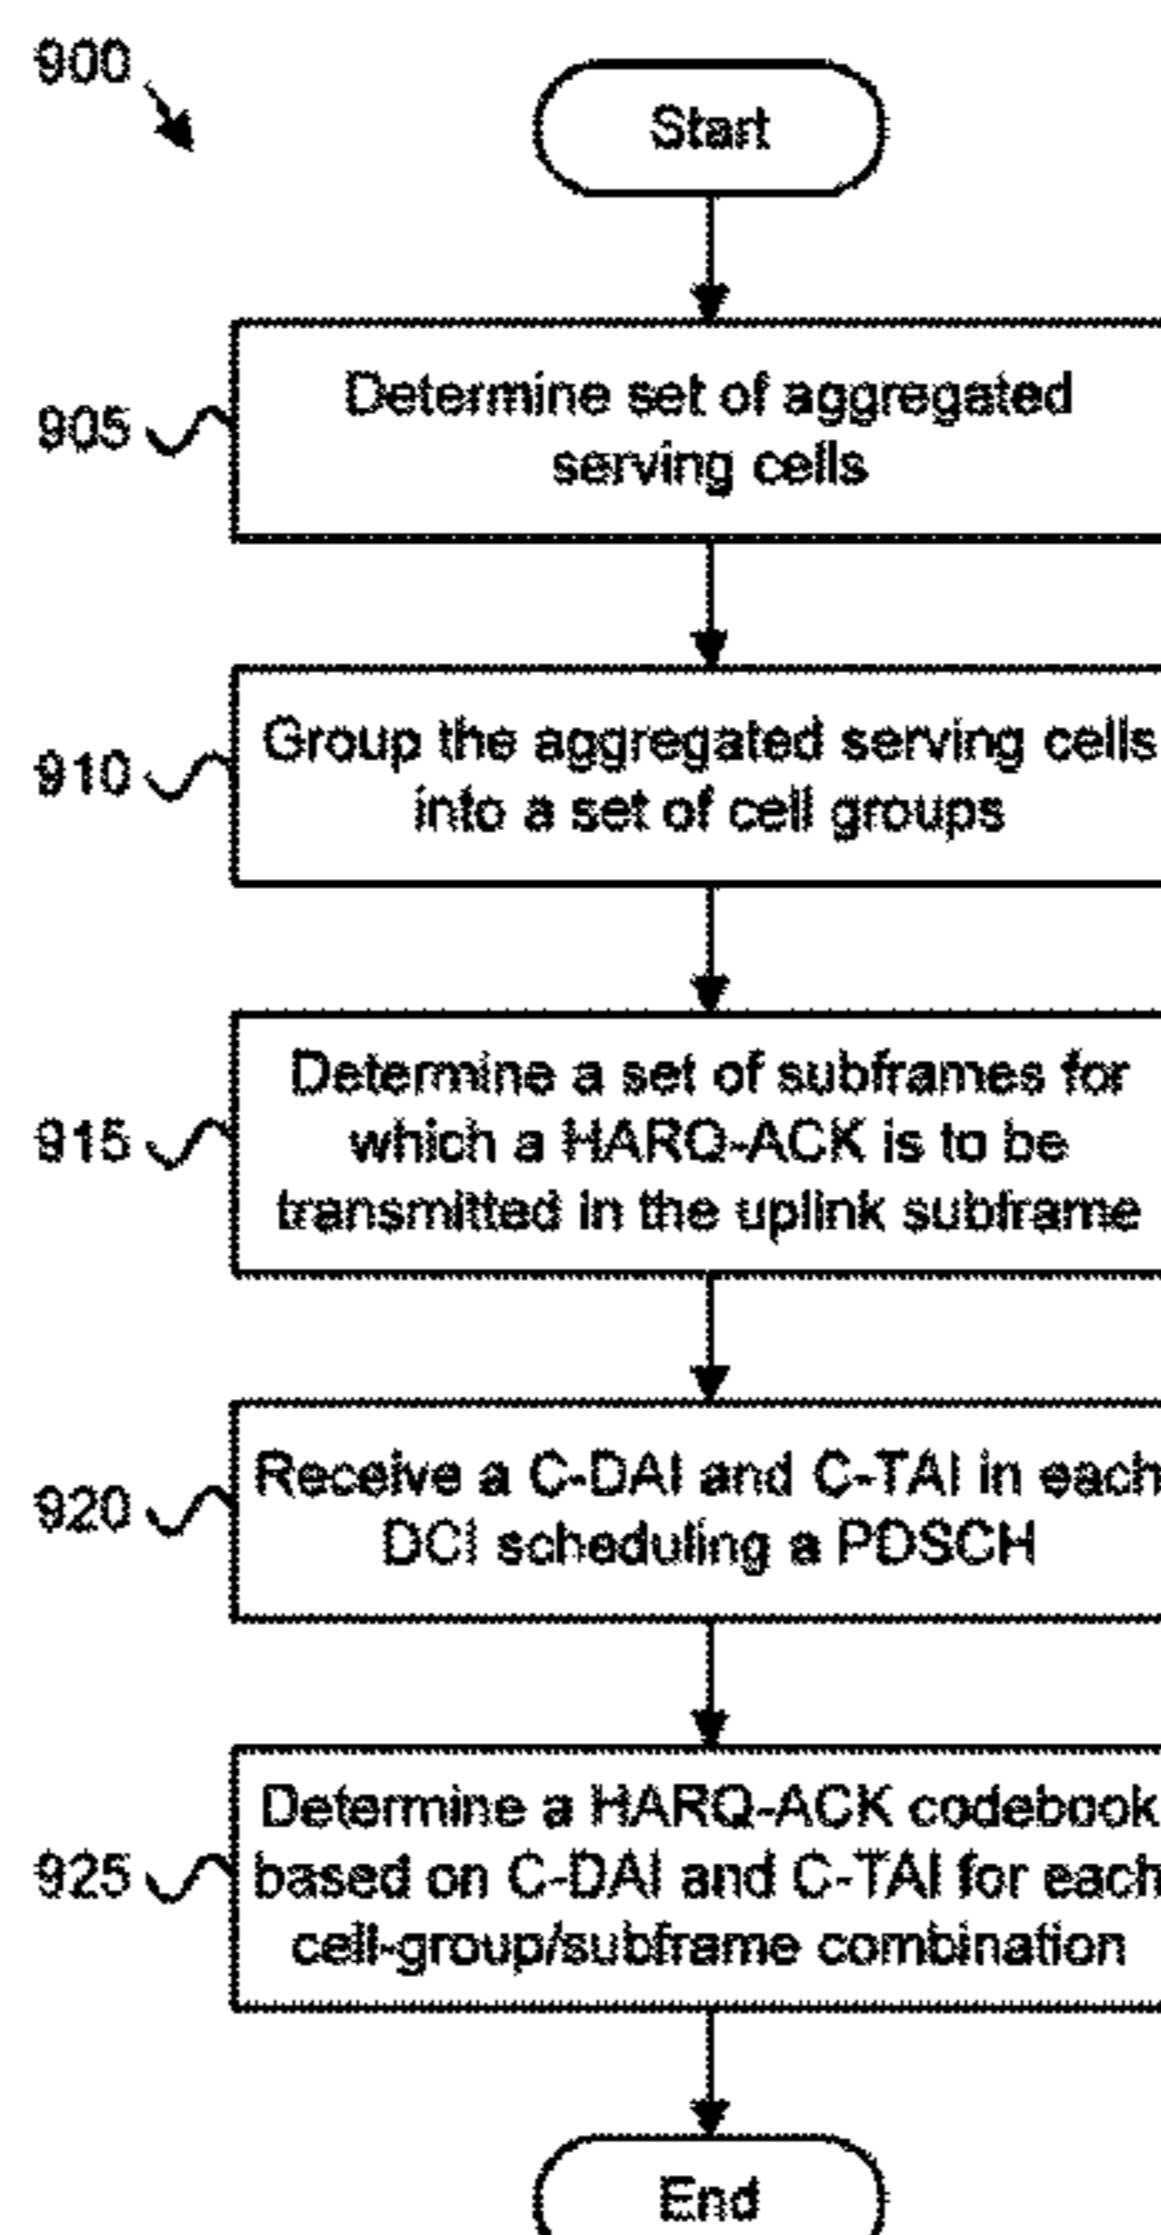 900
Start
Determine set of aggregated
serving cells
905
Group the aggregated serving cells
into a set of cell groups
910
Determine a set of subframes for
which a HARQ-ACK is to be
transmitted in the uplink subframe
915
Receive a C-DAI and C-TAI in each
DCI scheduling a PDSCH
920
Determine a HARQ-ACK codebook
based on C-DAI and C-TAI for each
cell-group/subframe combination
925
End